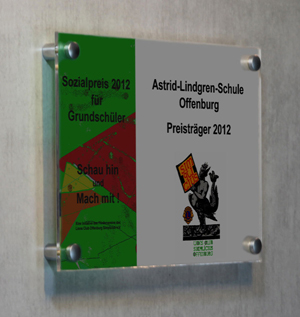 Sozialpreis 2012
für
Grundschüler
Schau hin
und
Mach mit !
Astrid-Lindgren-Schule
Offenburg
Preisträger 2012